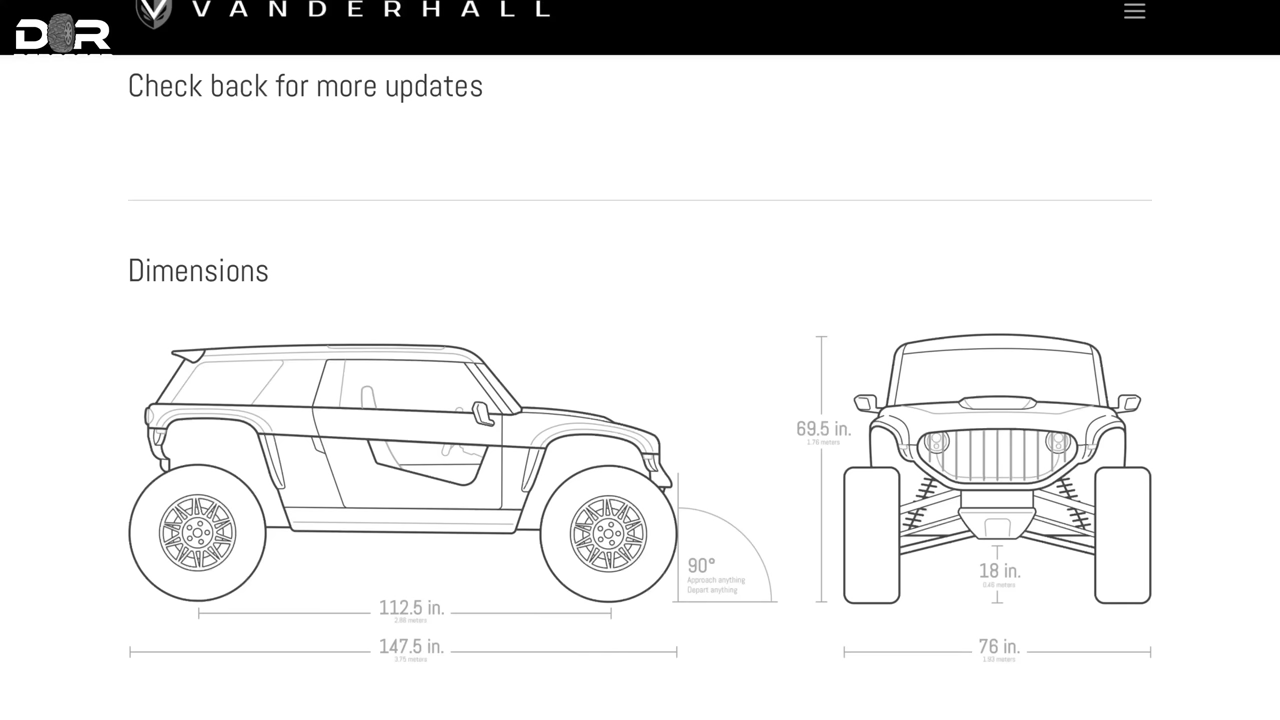 VANDERHALL
DOR
Check back for more updates
Dimensions
69.5 in.
1.76 meters
90°
Approach anything
Depart anything
18 in.
0.46 meters
112.5 in.
2.86 meters
147.5 in.
3.75 meters
76 in.
1.93 meters